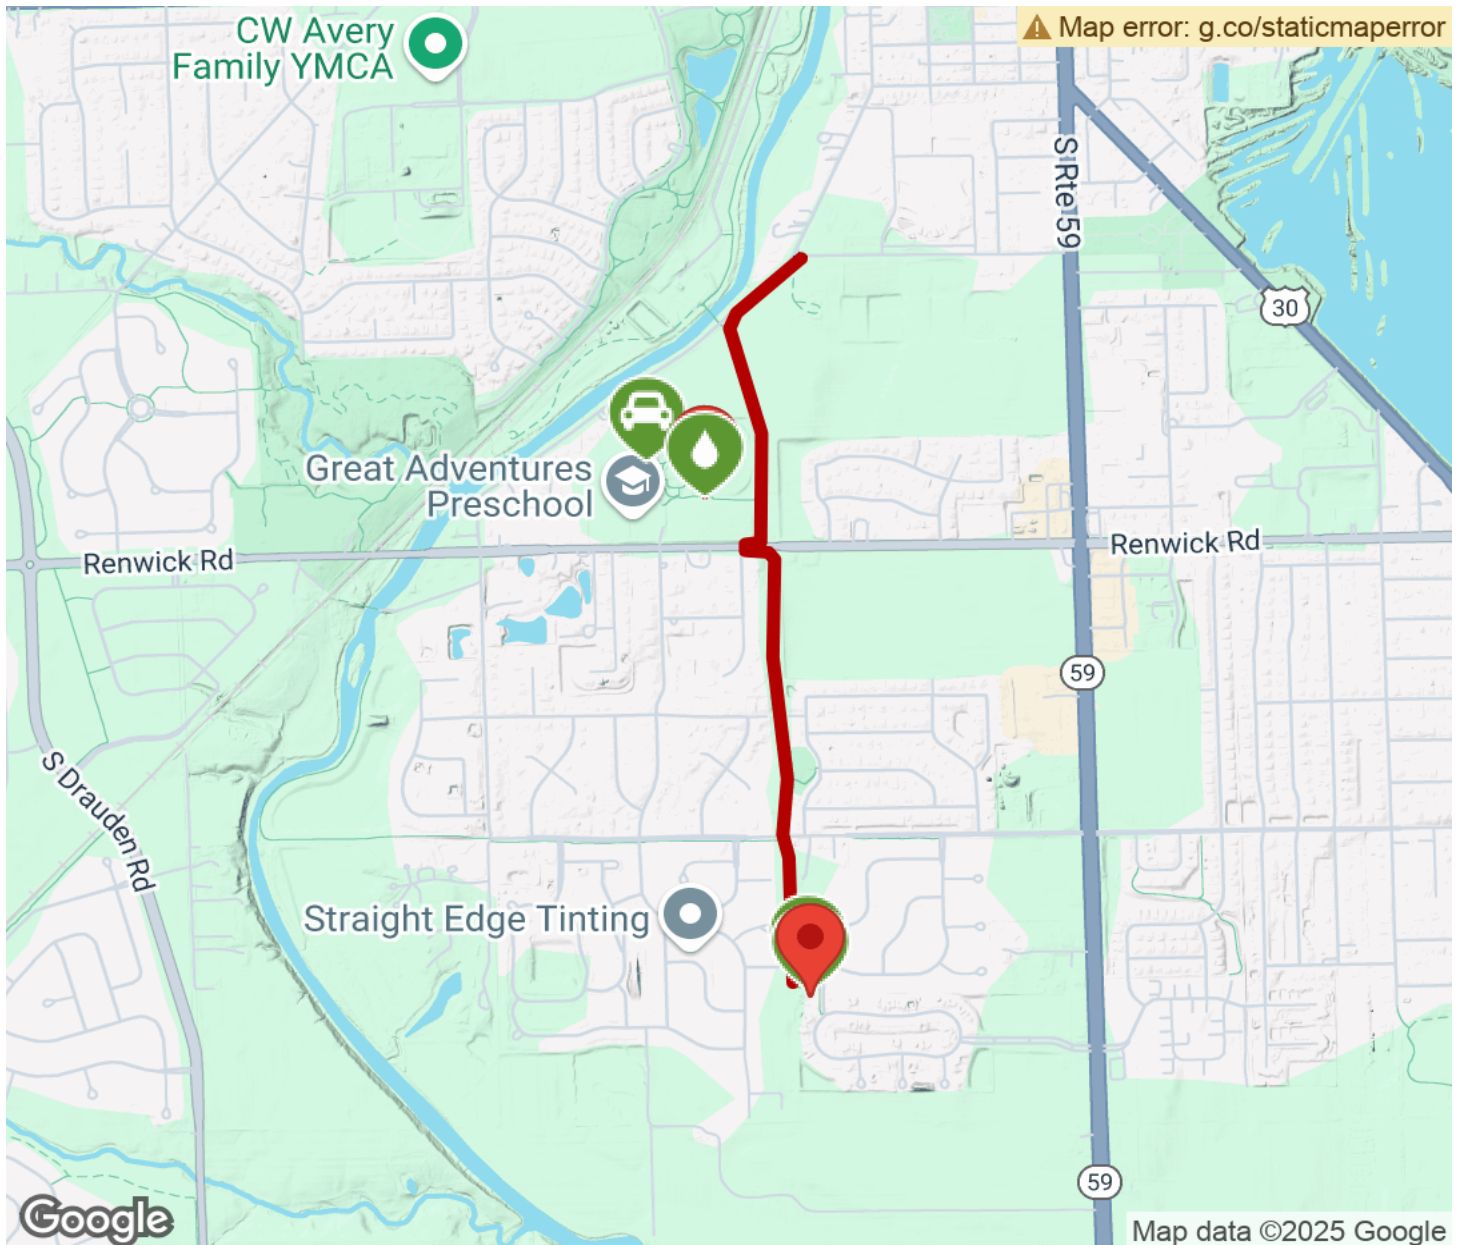 CW Avery
Family YMCA
Map error: g.co/staticmaperror
S Rte 59
30
Great Adventures
Preschool
Renwick Rd
Renwick Rd
59
S Drauden Rd
Straight Edge Tinting
59
Google
Map data ©2025 Google